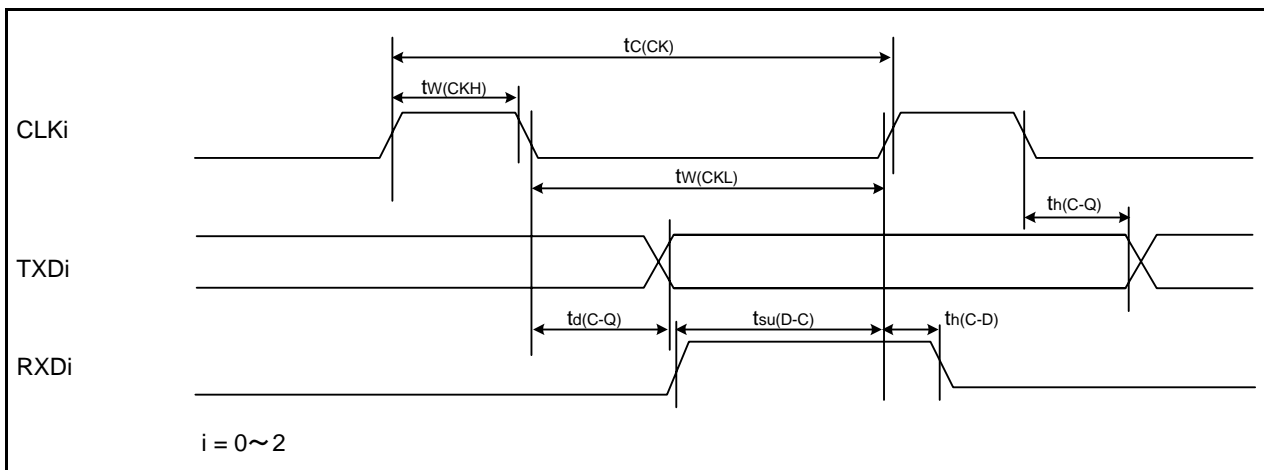 tC(CK)
tW(CKH)
CLKi
tW(CKL)
th(C-Q)
TXDi
td(C-Q)
tsu(D-C)
th(C-D)
RXDi
i = 0～2